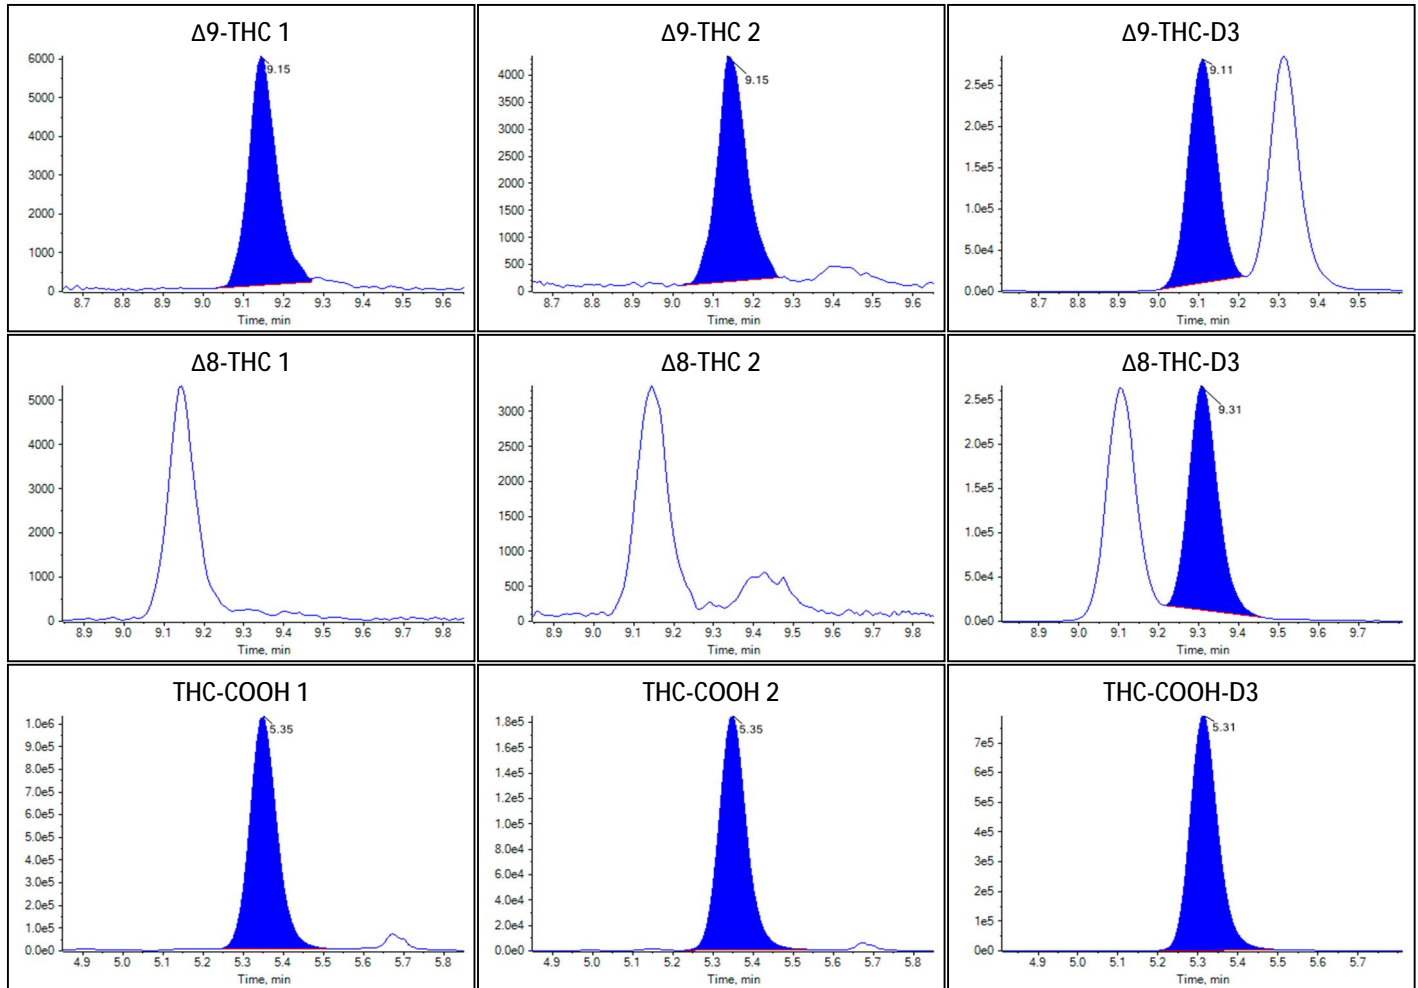 Δ9-THC 1
6000
5000
4000
3000
2000
1000
0
9.15
8.7 8.8 8.9 9.0 9.1 9.2 9.3 9.4 9.5 9.6
Time, min
Δ9-THC 2
4000
3500
3000
2500
2000
1500
1000
500
0
9.15
8.9 9.0 9.1 9.2 9.3 9.4 9.5 9.6
8.7 8.8
Time, min
Δ9-THC-D3
2.5e5
2.0e5
1.5e5
1.0e5
5.0e4
0.0e0
9.11
8.7 8.8 8.9 9.0 9.1 9.2 9.3 9.4 9.5
Time, min
Δ8-THC 1
5000
4000
3000
2000
1000
0
8.9 9.0 9.1 9.2 9.3 9.4 9.5 9.6 9.7 9.8
Time, min
Δ8-THC 2
3000
2500
2000
1500
1000
500
0
8.9 9.0 9.1 9.2 9.3 9.4 9.5 9.6 9.7 9.8
Time, min
Δ8-THC-D3
2.5e5
2.0e5
1.5e5
1.0e5
5.0e4
0.0e0
9.31
8.9 9.0 9.1 9.2 9.3 9.4 9.5 9.6 9.7
Time, min
THC-COOH 1
1.0e6
9.0e5
8.0e5
7.0e5
6.0e5
5.0e5
4.0e5
3.0e5
2.0e5
1.0e5
0.0e0
5.35
4.9 5.0 5.1 5.2 5.3 5.4 5.5 5.6 5.7 5.8
Time, min
THC-COOH 2
1.8e5
1.6e5
1.4e5
1.2e5
1.0e5
8.0e4
6.0e4
4.0e4
2.0e4
0.0e0
5.35
4.9 5.0 5.1 5.2 5.3 5.4 5.5 5.6 5.7 5.8
Time, min
THC-COOH-D3
7e5
6e5
5e5
4e5
3e5
2e5
1e5
0e0
5.31
4.9 5.0 5.1 5.2 5.3 5.4 5.5 5.6 5.7
Time, min